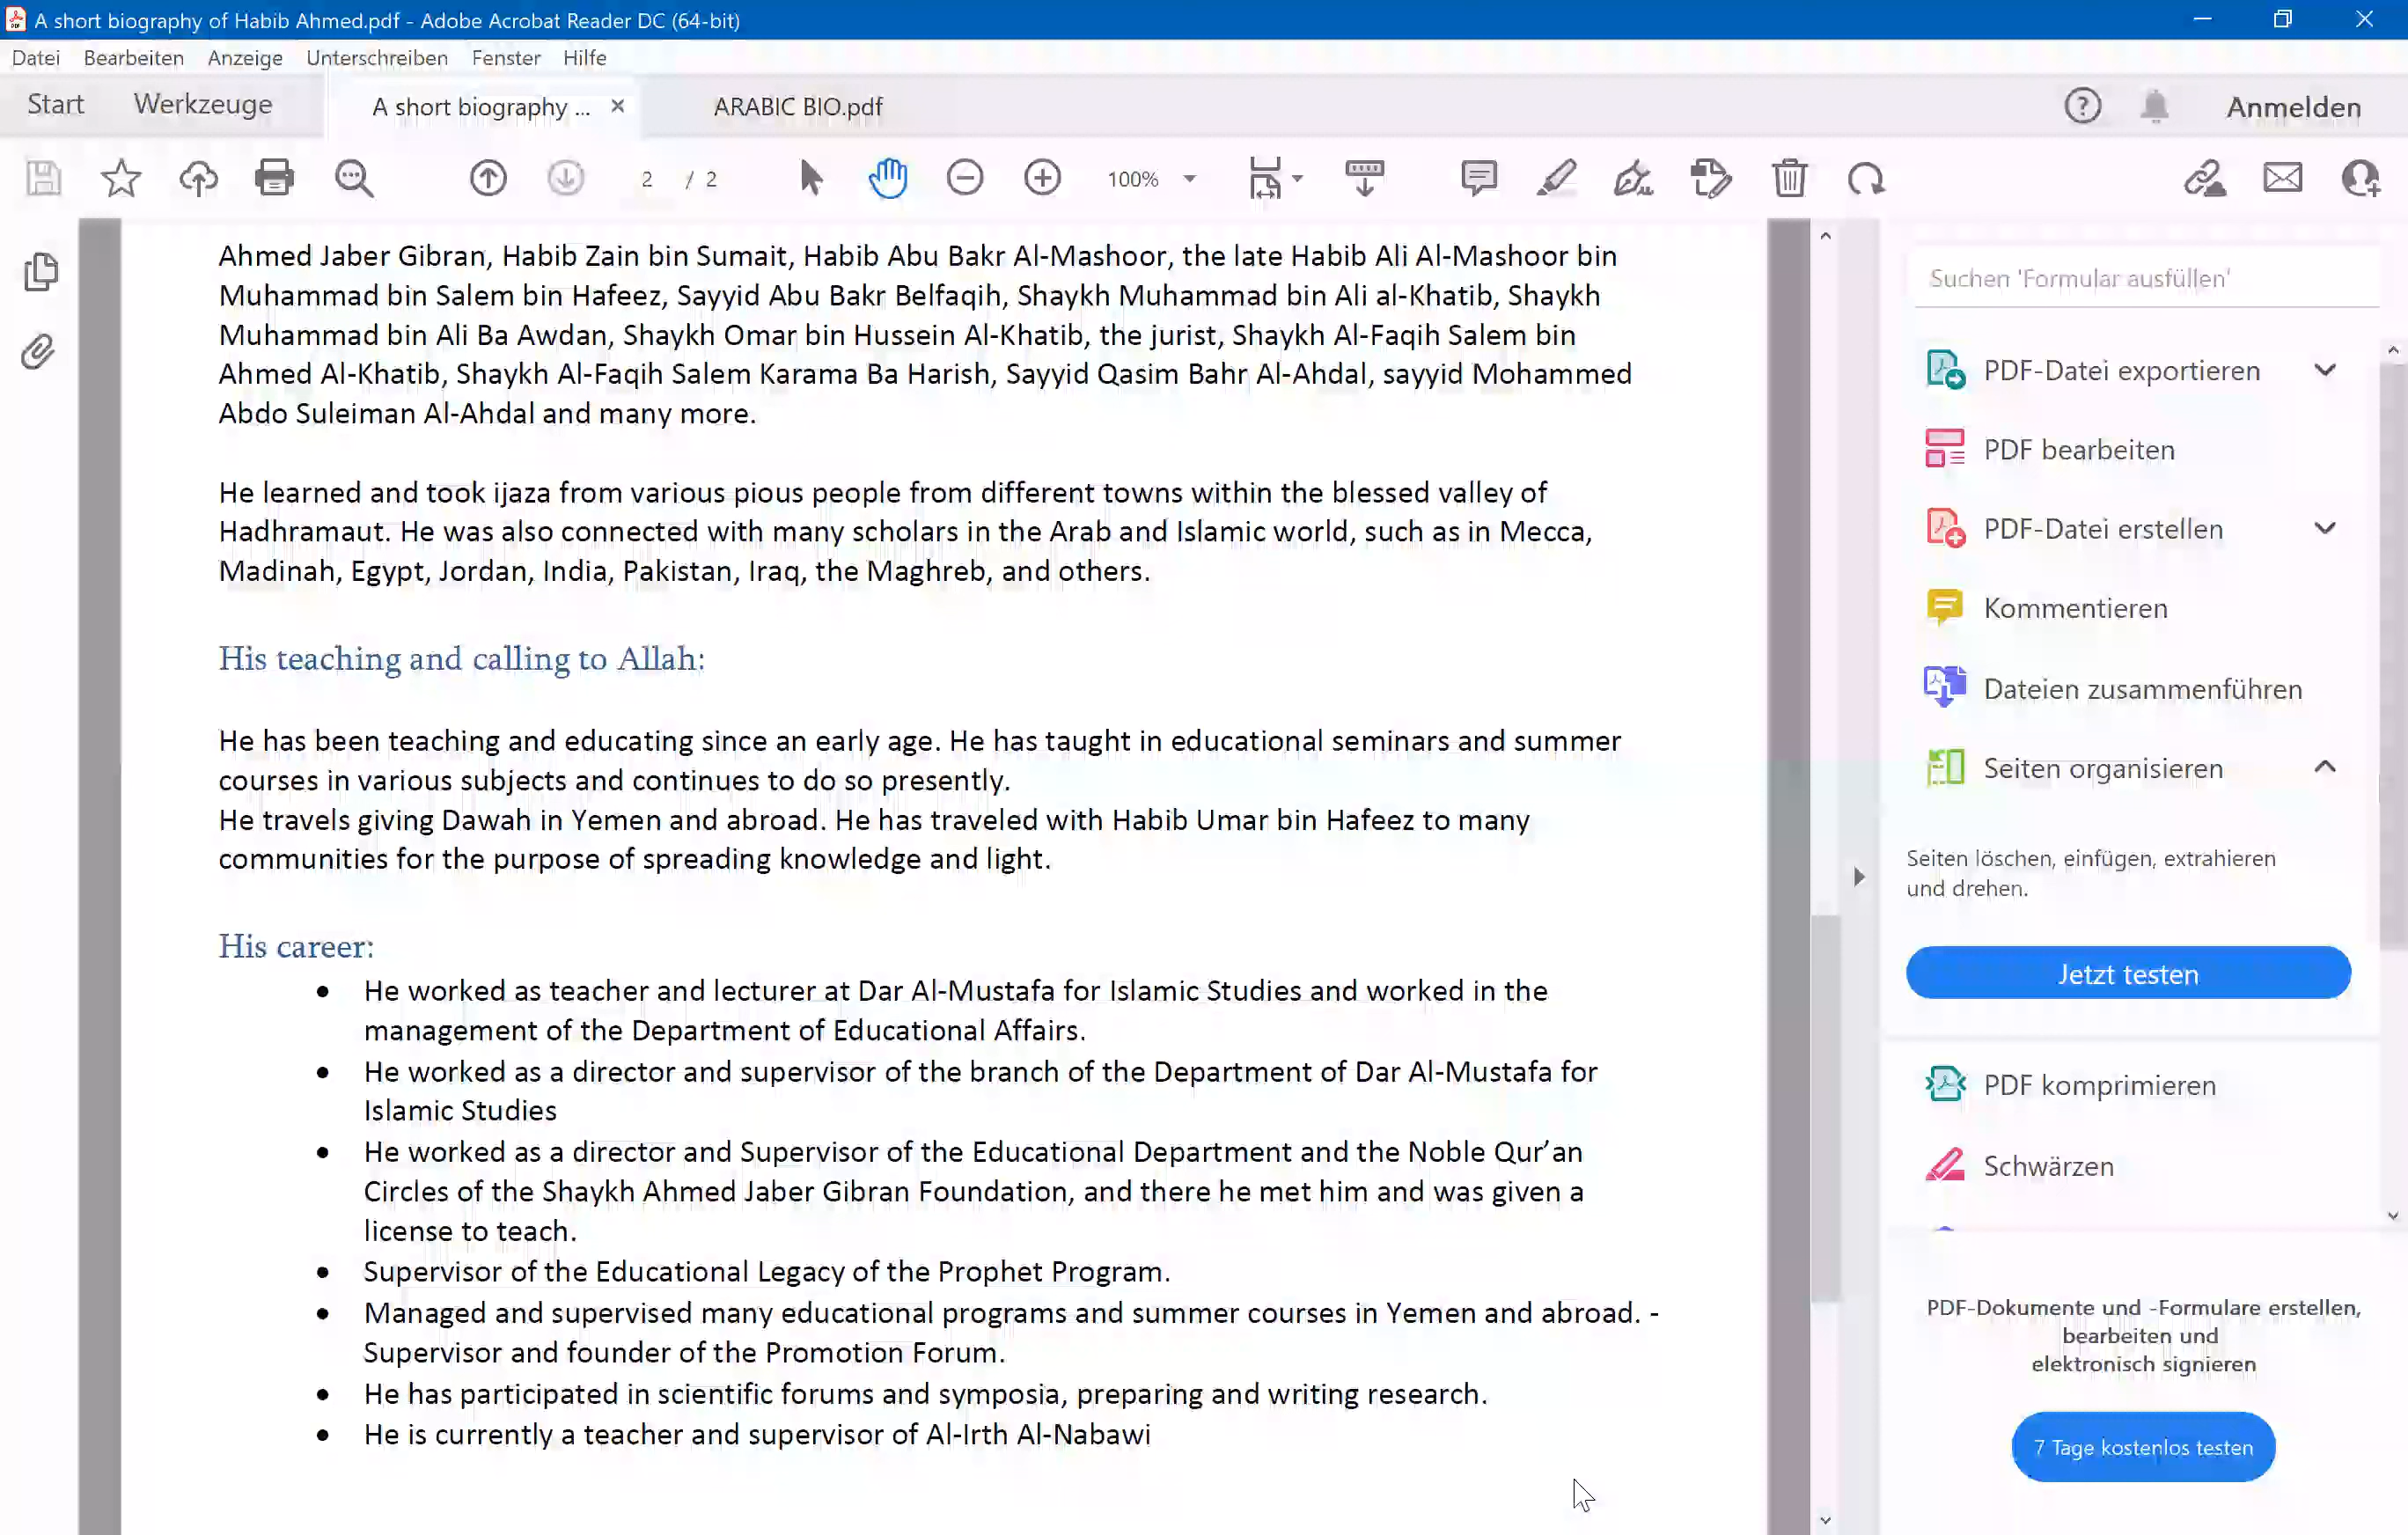 A short biography of Habib Ahmed.pdf - Adobe Acrobat Reader DC (64-bit)
Datei Bearbeiten Anzeige Unterschreiben Fenster Hilfe
Start Werkzeuge A short biography ... ARABIC BIO.pdf Anmelden
2 / 2 100%
Ahmed Jaber Gibran, Habib Zain bin Sumait, Habib Abu Bakr Al-Mashoor, the late Habib Ali Al-Mashoor bin
Muhammad bin Salem bin Hafeez, Sayyid Abu Bakr Belfaqih, Shaykh Muhammad bin Ali al-Khatib, Shaykh
Muhammad bin Ali Ba Awdan, Shaykh Omar bin Hussein Al-Khatib, the jurist, Shaykh Al-Faqih Salem bin
Ahmed Al-Khatib, Shaykh Al-Faqih Salem Karama Ba Harish, Sayyid Qasim Bahr Al-Ahdal, sayyid Mohammed
Abdo Suleiman Al-Ahdal and many more.
He learned and took ijaza from various pious people from different towns within the blessed valley of
Hadhramaut. He was also connected with many scholars in the Arab and Islamic world, such as in Mecca,
Madinah, Egypt, Jordan, India, Pakistan, Iraq, the Maghreb, and others.
His teaching and calling to Allah:
He has been teaching and educating since an early age. He has taught in educational seminars and summer
courses in various subjects and continues to do so presently.
He travels giving Dawah in Yemen and abroad. He has traveled with Habib Umar bin Hafeez to many
communities for the purpose of spreading knowledge and light.
His career:
• He worked as teacher and lecturer at Dar Al-Mustafa for Islamic Studies and worked in the
management of the Department of Educational Affairs.
• He worked as a director and supervisor of the branch of the Department of Dar Al-Mustafa for
Islamic Studies
• He worked as a director and Supervisor of the Educational Department and the Noble Qur’an
Circles of the Shaykh Ahmed Jaber Gibran Foundation, and there he met him and was given a
license to teach.
• Supervisor of the Educational Legacy of the Prophet Program.
• Managed and supervised many educational programs and summer courses in Yemen and abroad. -
Supervisor and founder of the Promotion Forum.
• He has participated in scientific forums and symposia, preparing and writing research.
• He is currently a teacher and supervisor of Al-Irth Al-Nabawi
Suchen 'Formular ausfüllen'
PDF-Datei exportieren
PDF bearbeiten
PDF-Datei erstellen
Kommentieren
Dateien zusammenführen
Seiten organisieren
Seiten löschen, einfügen, extrahieren
und drehen.
Jetzt testen
PDF komprimieren
Schwärzen
PDF-Dokumente und -Formulare erstellen,
bearbeiten und
elektronisch signieren
7 Tage kostenlos testen